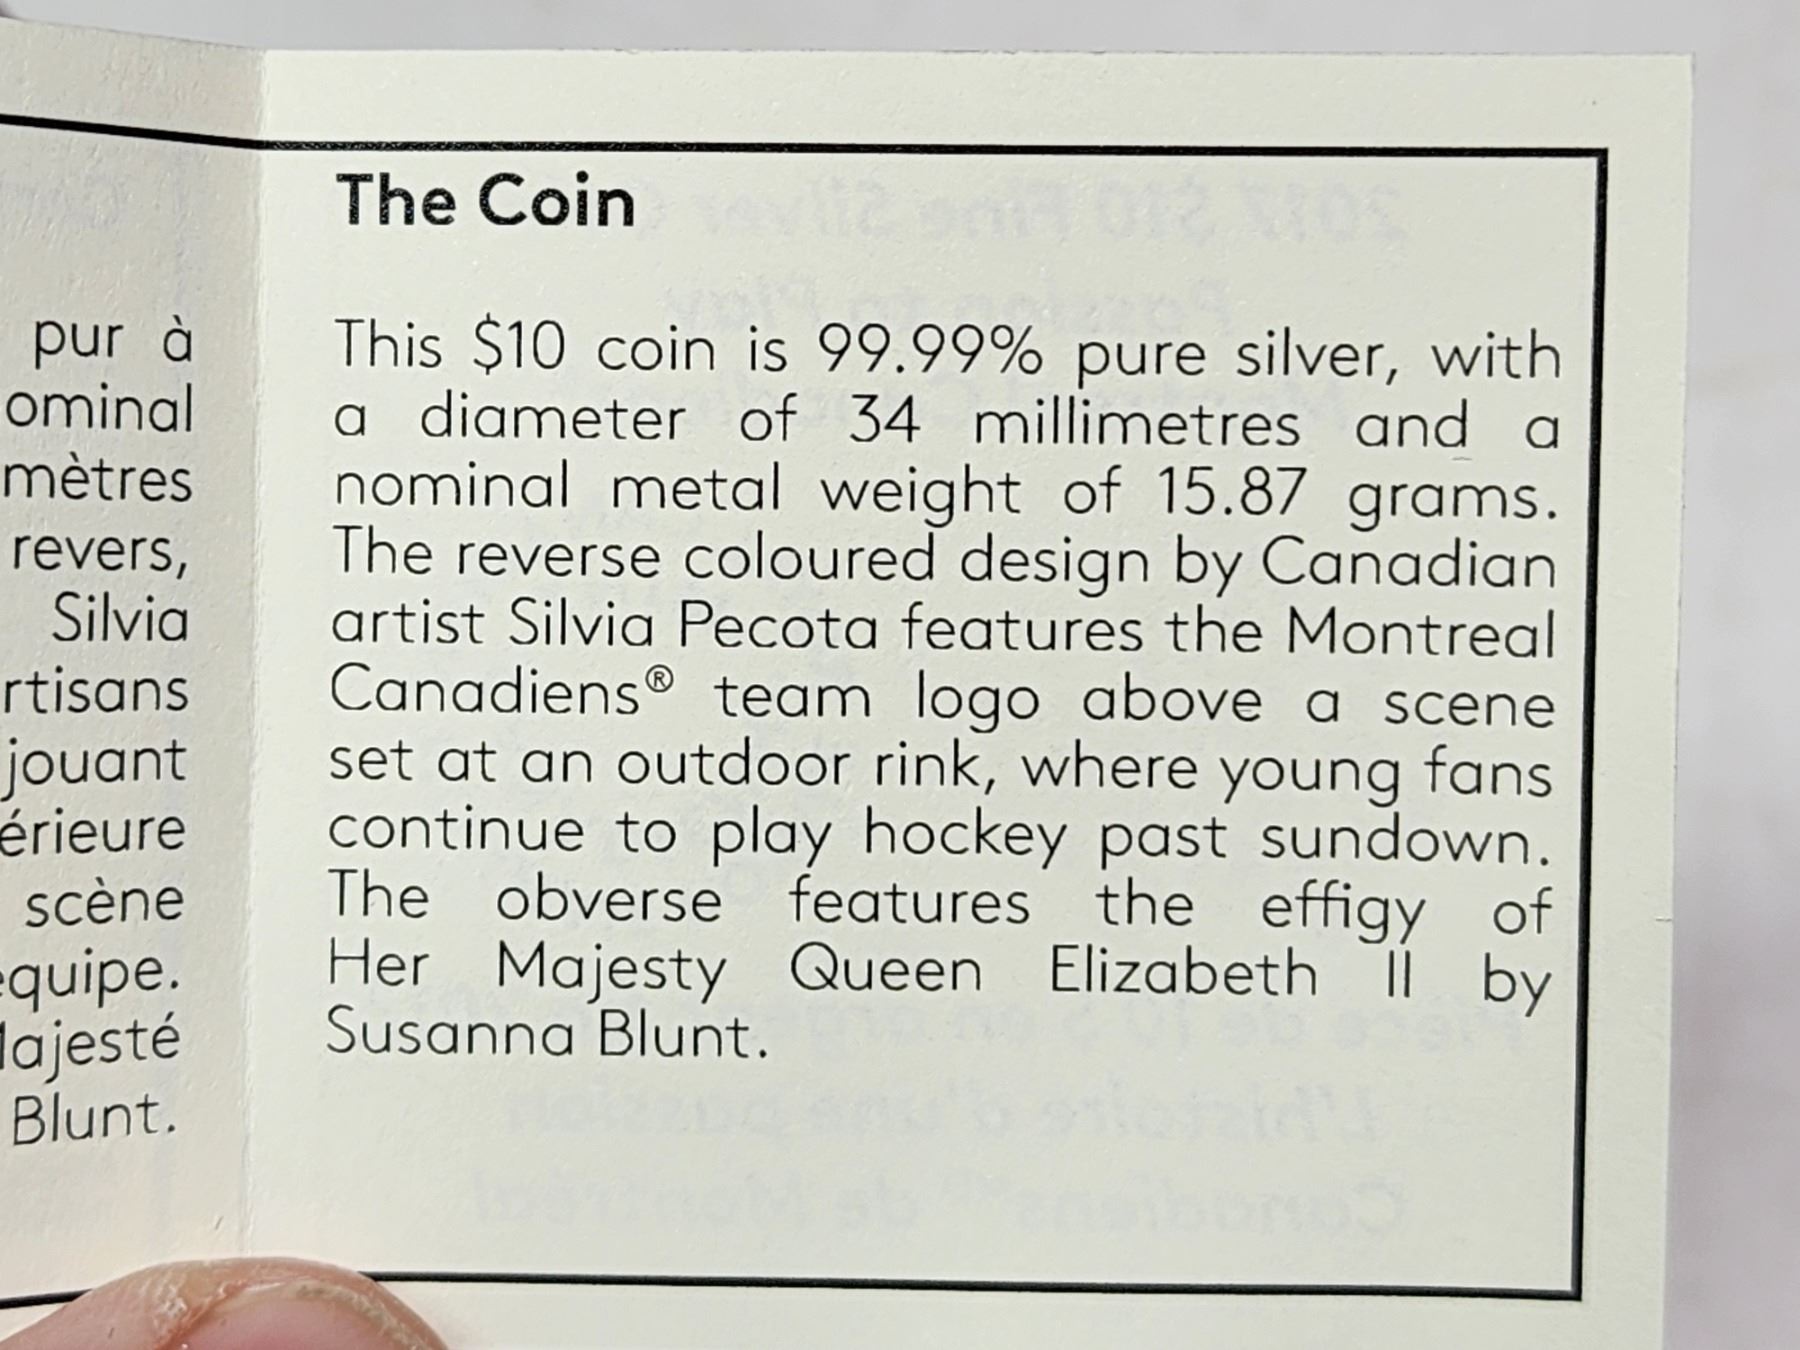 pur à
ominal
mètres
revers,
Silvia
rtisans
jouant
érieure
scène
équipe.
Majesté
Blunt.
The Coin
This $10 coin is 99.99% pure silver, with
a diameter of 34 millimetres and a
nominal metal weight of 15.87 grams.
The reverse coloured design by Canadian
artist Silvia Pecota features the Montreal
Canadiens® team logo above a scene
set at an outdoor rink, where young fans
continue to play hockey past sundown.
The obverse features the effigy of
Her Majesty Queen Elizabeth II by
Susanna Blunt.